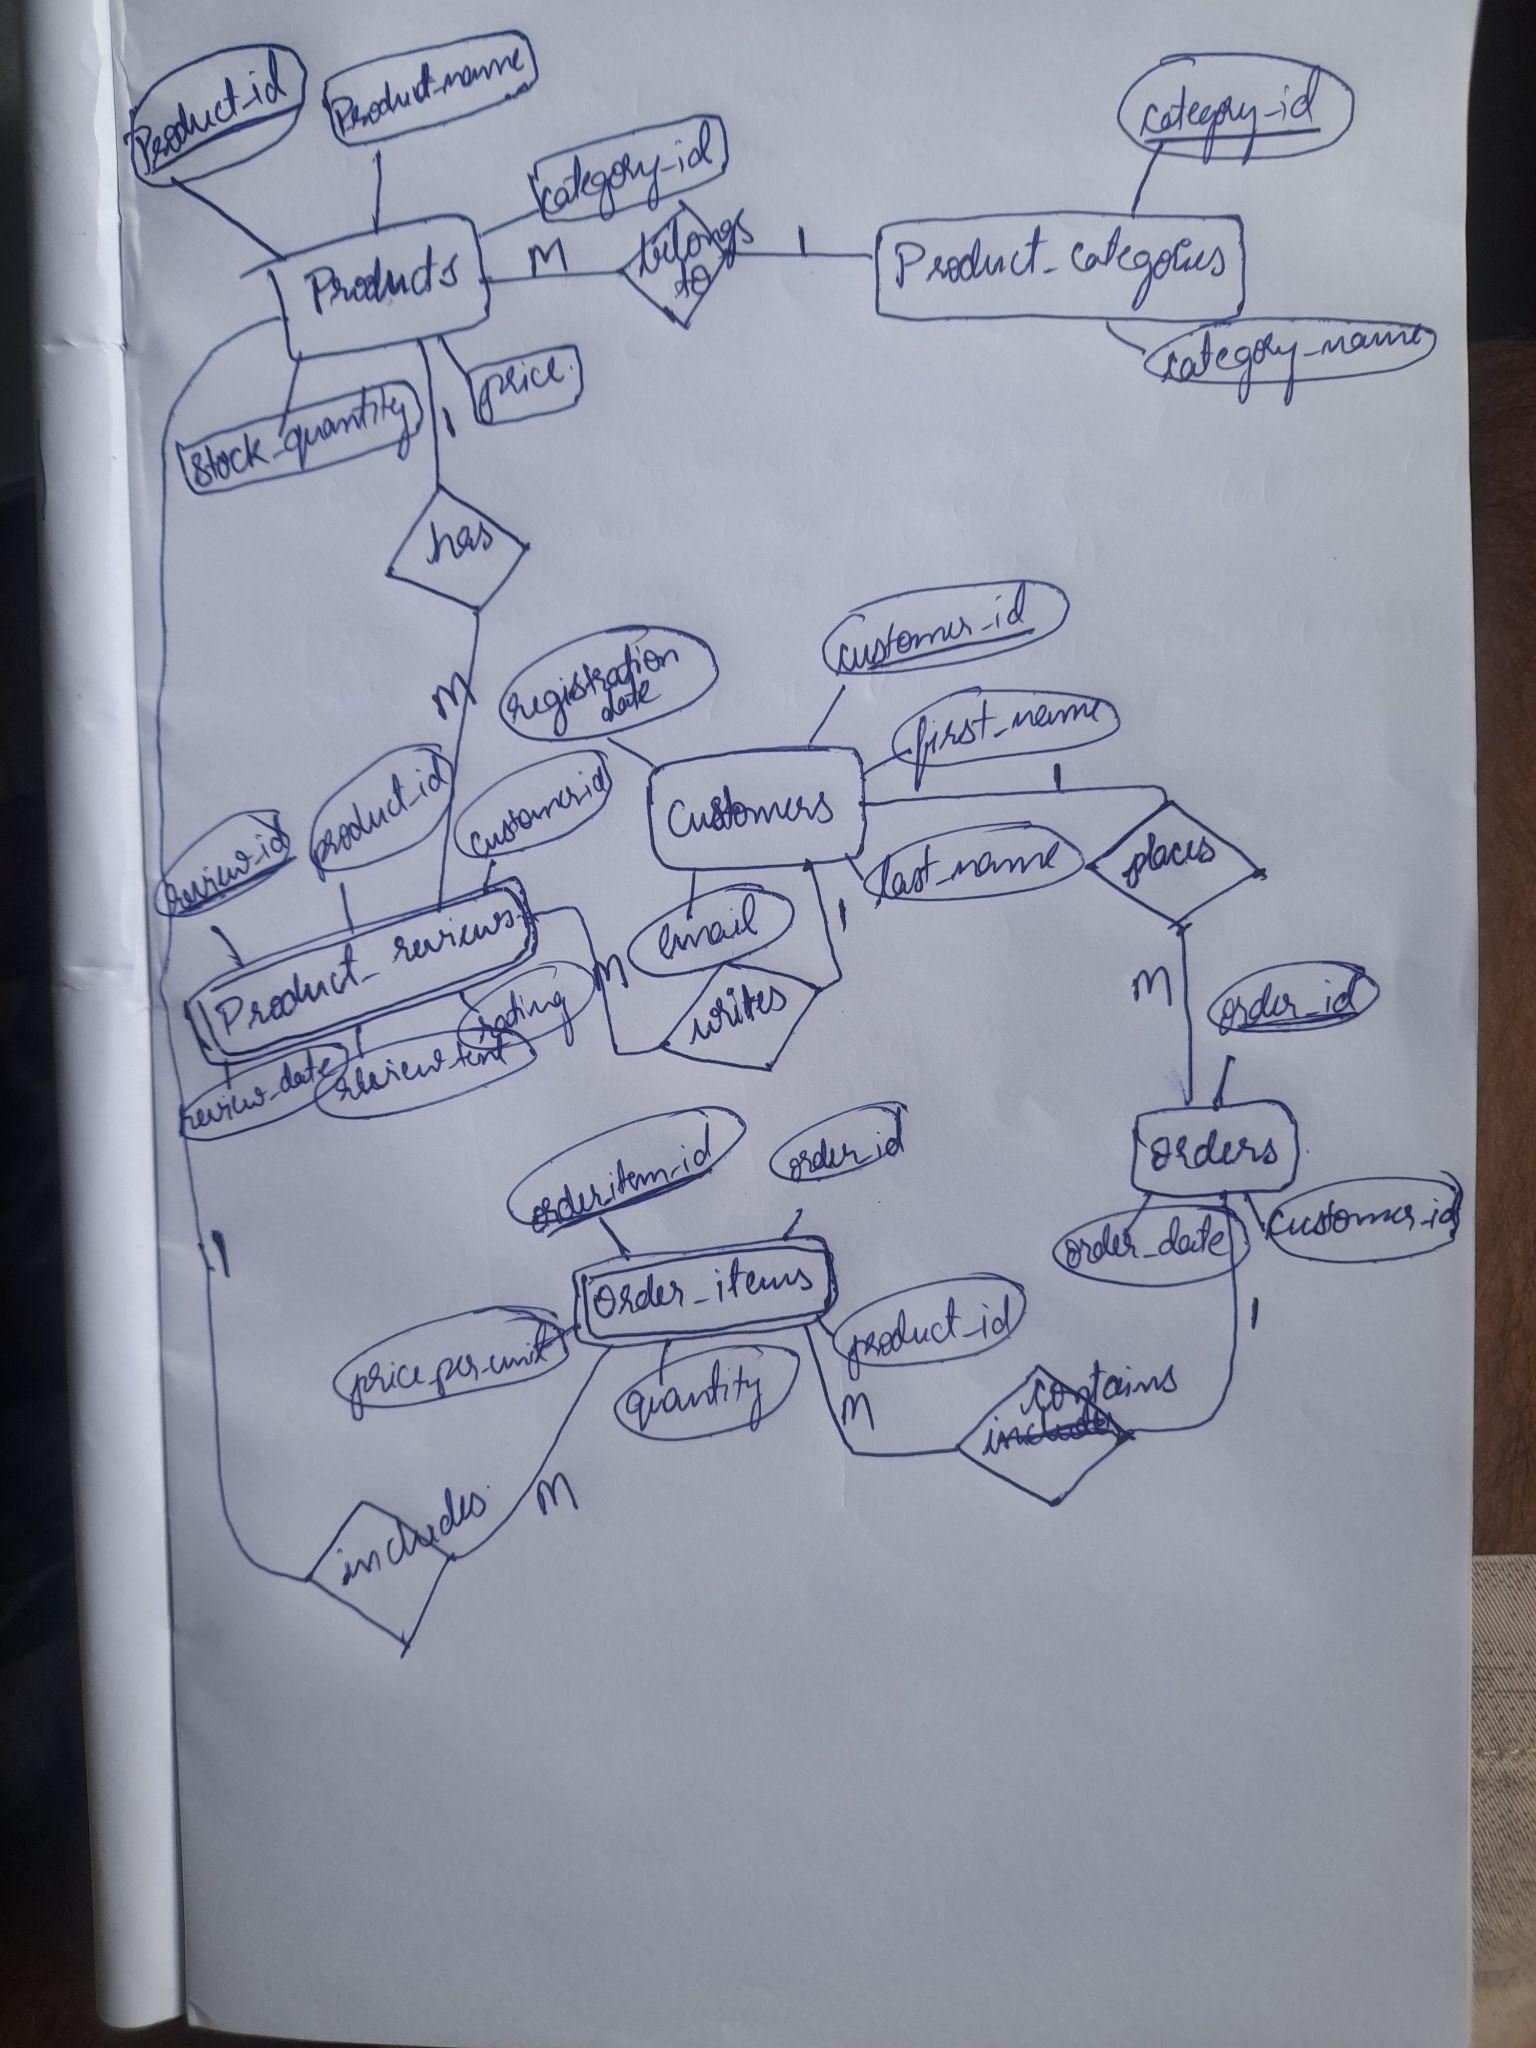 Product_id
Product_name
category_id
category_id
Products
M
belongs
to
1
Product_categories
category_name
stock_quantity
price
1
has
M
registration
date
customer_id
first_name
1
product_id
customer_id
review_id
Customers
last_name
places
email
1
Product_reviews
M
writes
rating
review_date
review_text
M
order_id
orders
order_date
customer_id
orderitem_id
order_id
1
Order_items
product_id
price_per_unit
quantity
M
contains
1
includes
M